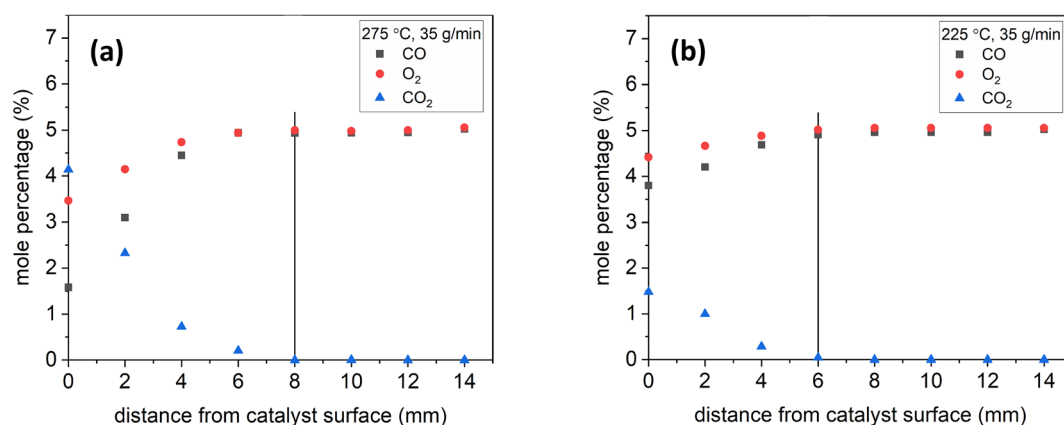 (a)
275 °C, 35 g/min
CO
O₂
CO₂
mole percentage (%)
7
6
5
4
3
2
1
0
0 2 4 6 8 10 12 14
distance from catalyst surface (mm)
(b)
225 °C, 35 g/min
CO
O₂
CO₂
mole percentage (%)
7
6
5
4
3
2
1
0
0 2 4 6 8 10 12 14
distance from catalyst surface (mm)